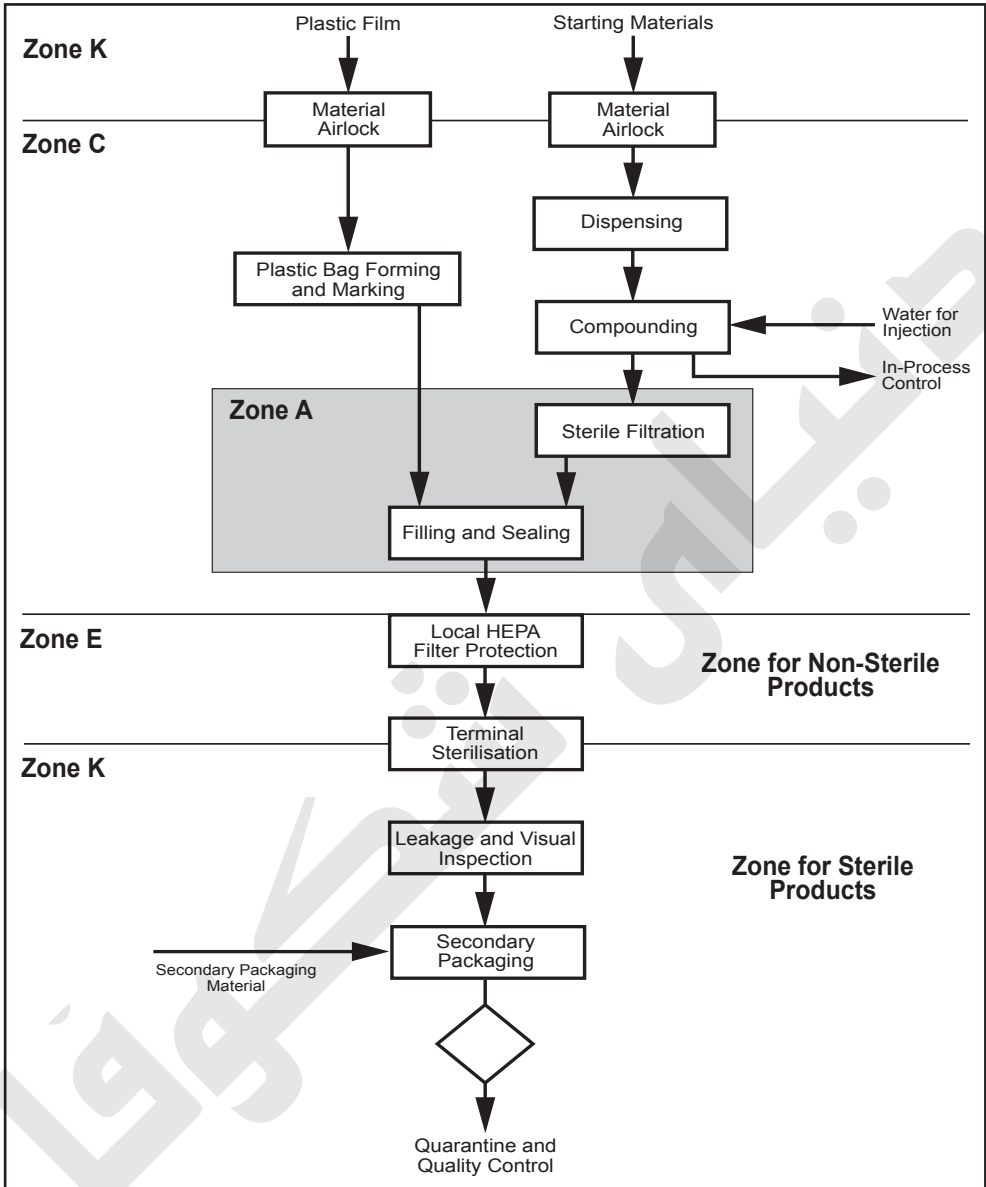 Plastic Film
Starting Materials
Zone K
Material
Airlock
Material
Airlock
Zone C
Dispensing
Plastic Bag Forming
and Marking
Compounding
Water for
Injection
In-Process
Control
Zone A
Sterile Filtration
Filling and Sealing
Zone E
Local HEPA
Filter Protection
Zone for Non-Sterile
Products
Terminal
Sterilisation
Zone K
Leakage and Visual
Inspection
Zone for Sterile
Products
Secondary
Packaging
Secondary Packaging
Material
Quarantine and
Quality Control